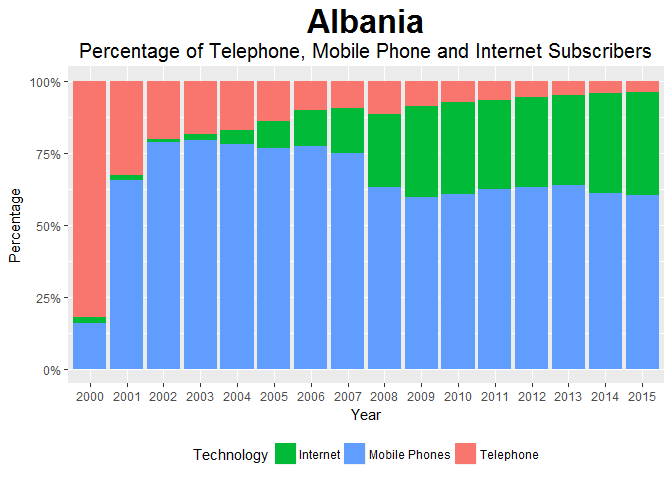 Albania
Percentage of Telephone, Mobile Phone and Internet Subscribers
100%
75%
50%
25%
0%
Percentage
2000 2001 2002 2003 2004 2005 2006 2007 2008 2009 2010 2011 2012 2013 2014 2015
Year
Technology Internet Mobile Phones Telephone